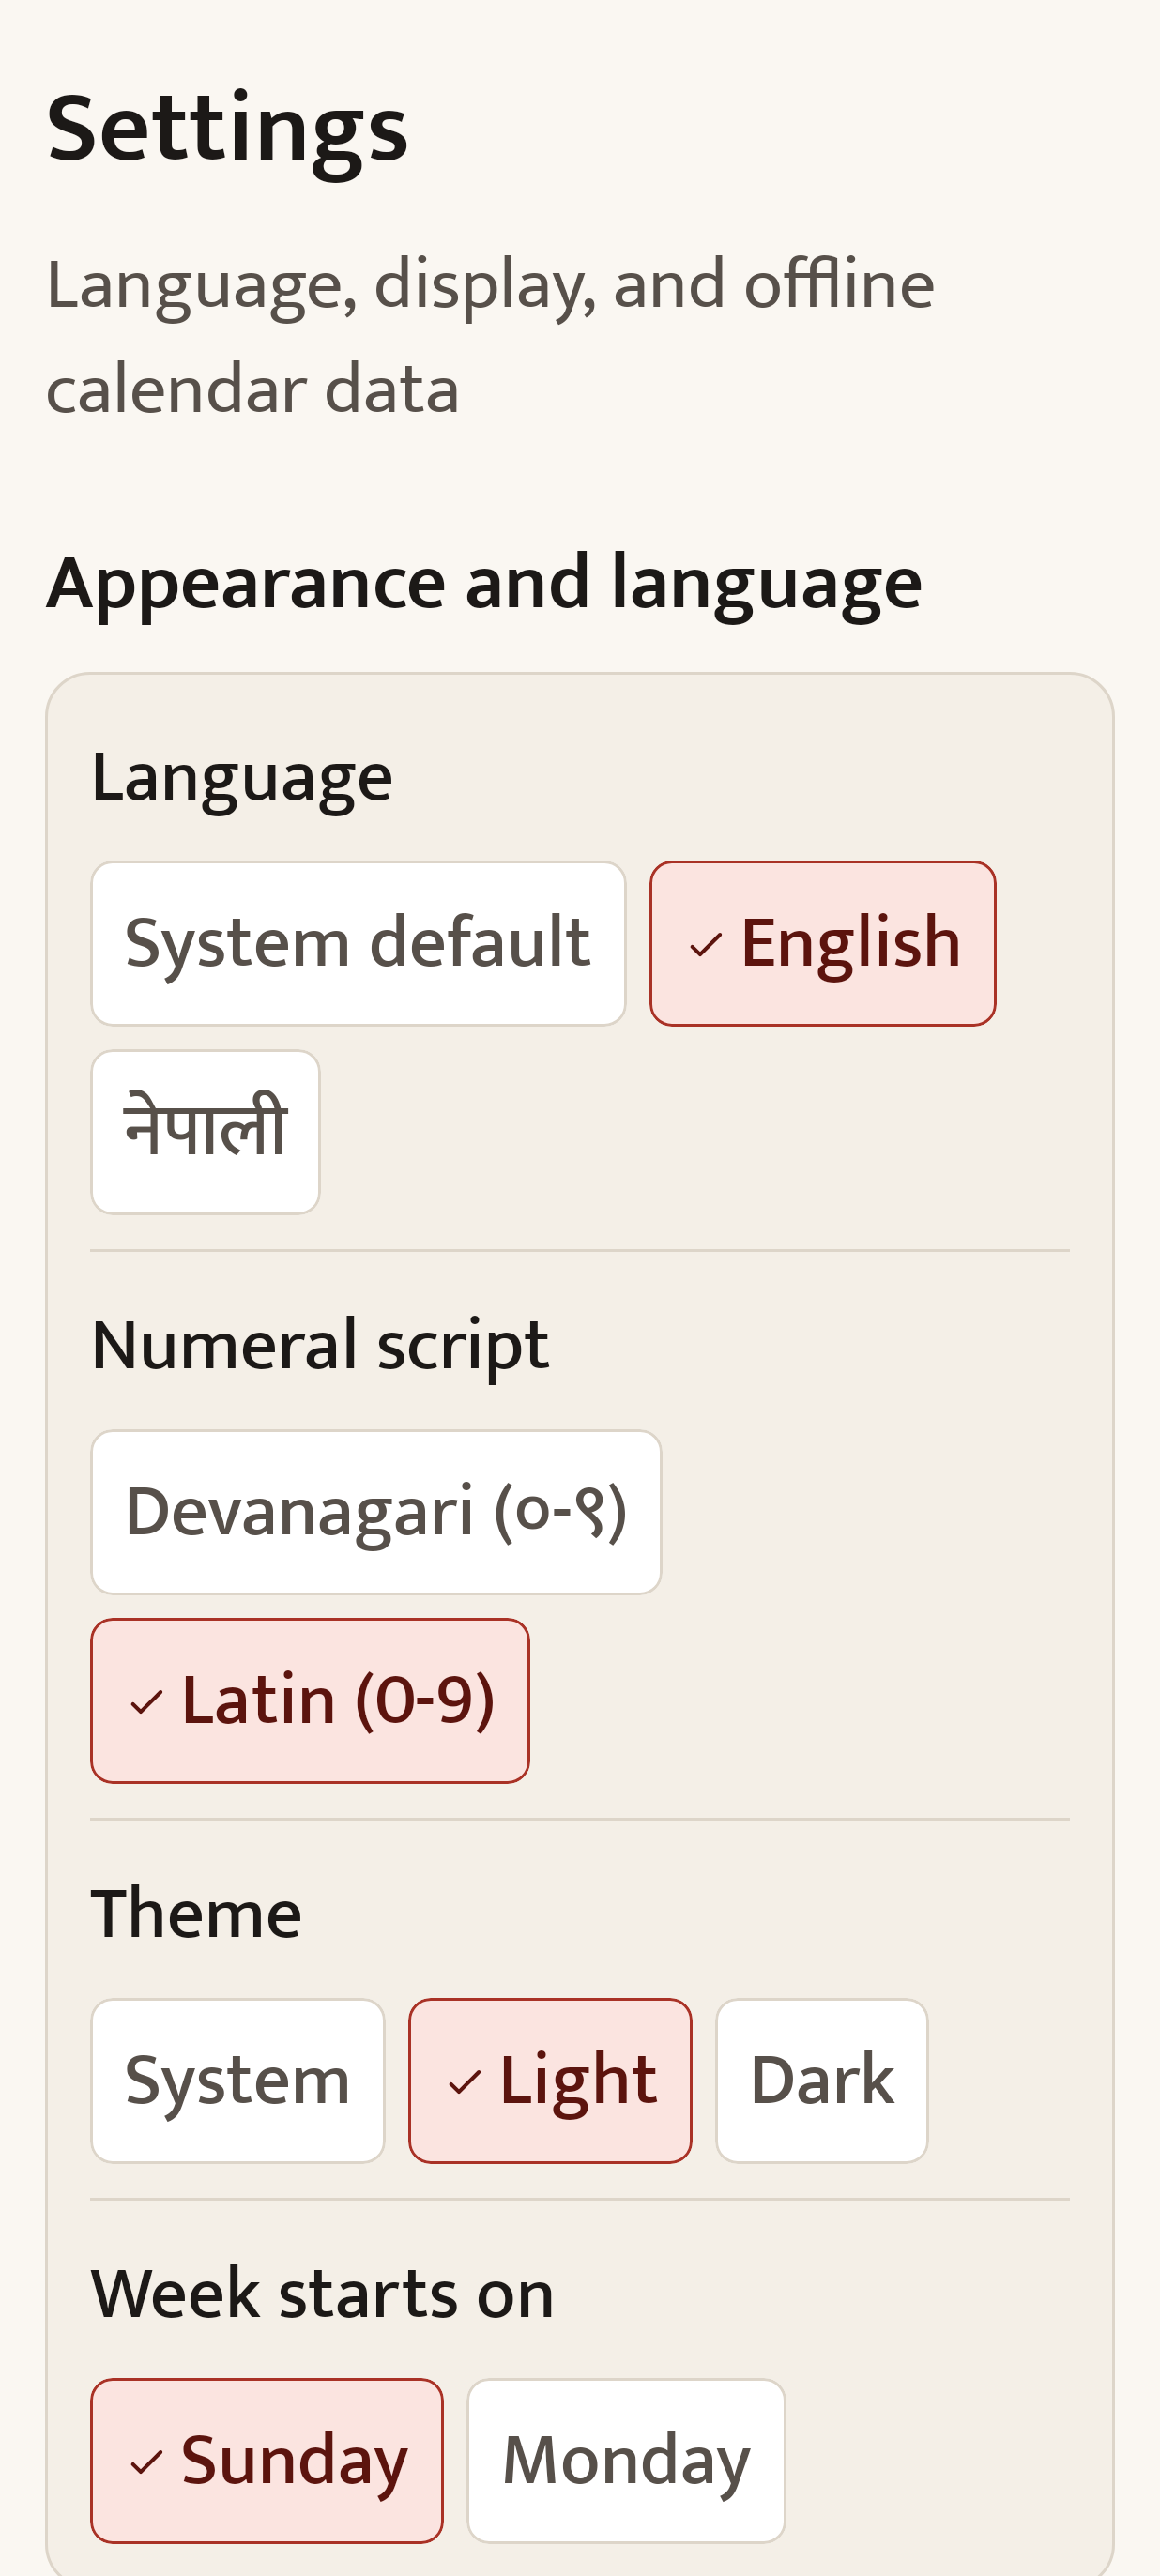 Settings
Language, display, and offline
calendar data
Appearance and language
Language
System default
✓ English
नेपाली
Numeral script
Devanagari (०-९)
✓ Latin (0-9)
Theme
System
✓ Light
Dark
Week starts on
✓ Sunday
Monday